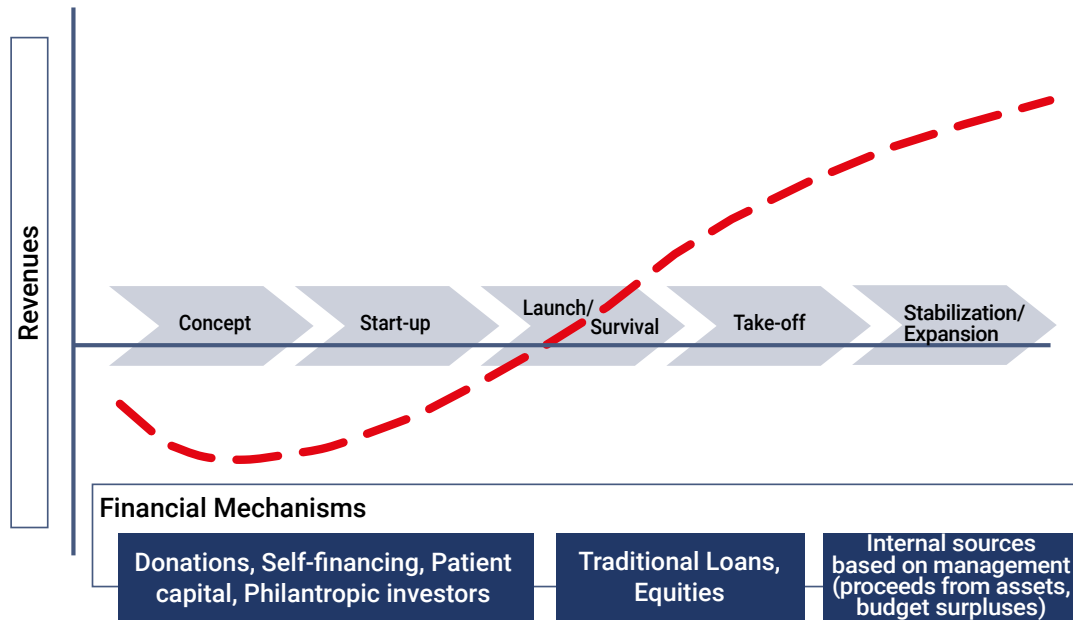 Revenues
Concept
Start-up
Launch/
Survival
Take-off
Stabilization/
Expansion
Financial Mechanisms
Donations, Self-financing, Patient
capital, Philantropic investors
Traditional Loans,
Equities
Internal sources
based on management
(proceeds from assets,
budget surpluses)